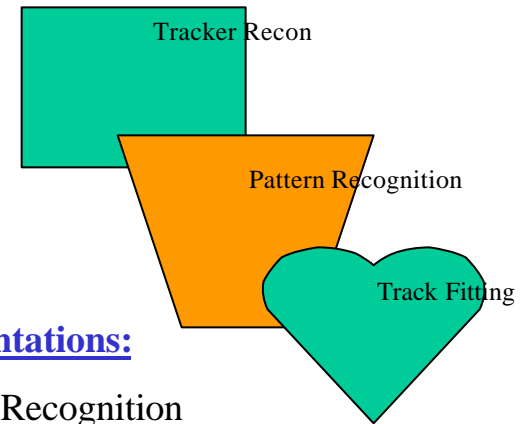 Tracker Recon
Pattern Recognition
Track Fitting
ntations:
Recognition